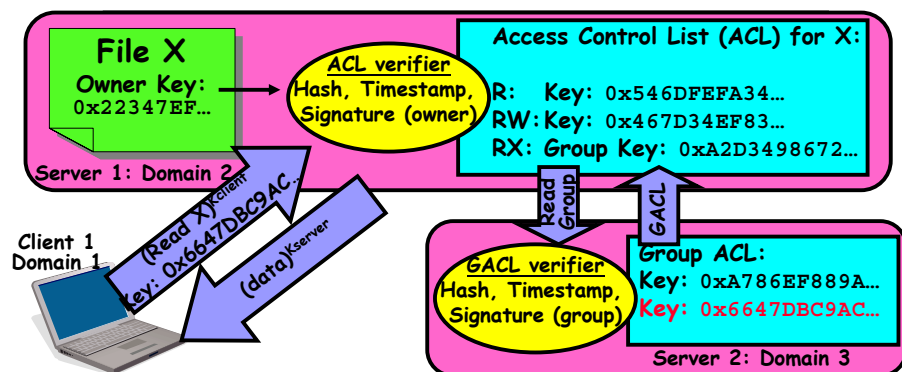 File X
Owner Key:
0x22347EF…
ACL verifier
Hash, Timestamp,
Signature (owner)
Access Control List (ACL) for X:
R: Key: 0x546DFEFA34…
RW: Key: 0x467D34EF83…
RX: Group Key: 0xA2D3498672…
Server 1: Domain 2
Client 1
Domain 1
(Read X)Kclient
Key: 0x6647DBC9AC…
(data)Kserver
Read
Group
GACL
GACL verifier
Hash, Timestamp,
Signature (group)
Group ACL:
Key: 0xA786EF889A…
Key: 0x6647DBC9AC…
Server 2: Domain 3